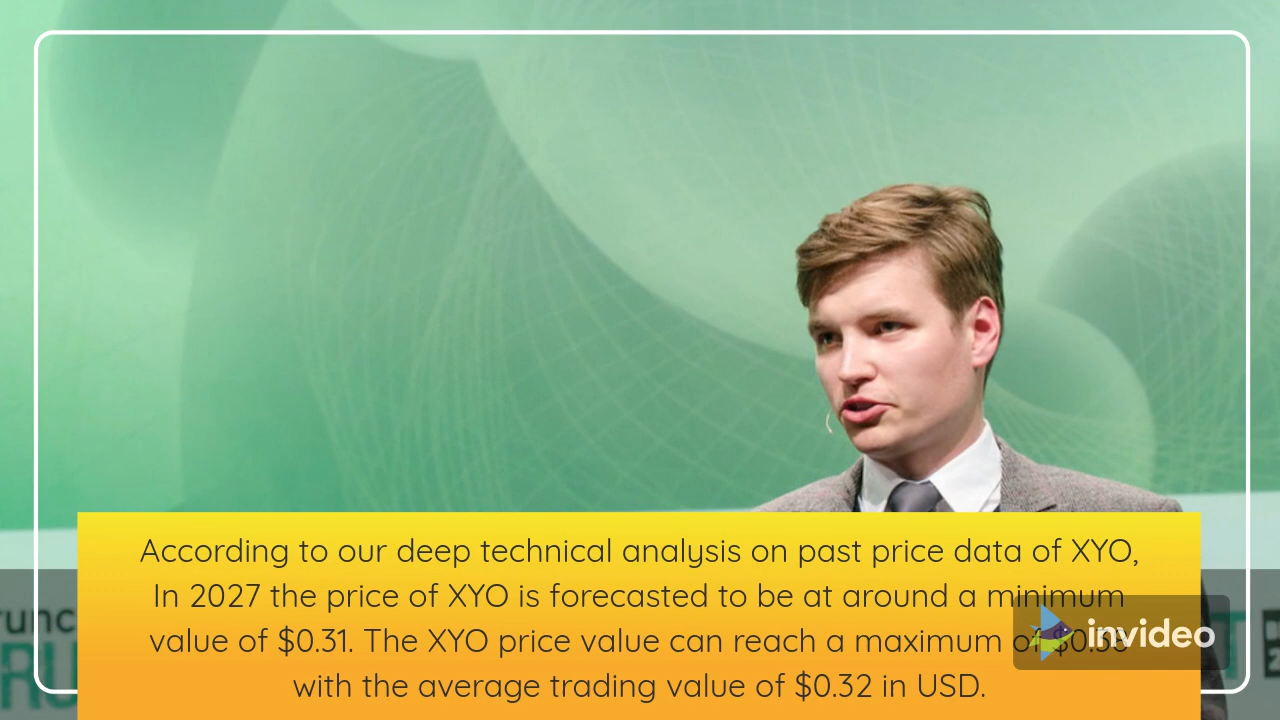 According to our deep technical analysis on past price data of XYO,
In 2027 the price of XYO is forecasted to be at around a minimum
value of $0.31. The XYO price value can reach a maximum of
with the average trading value of $0.32 in USD.
invideo